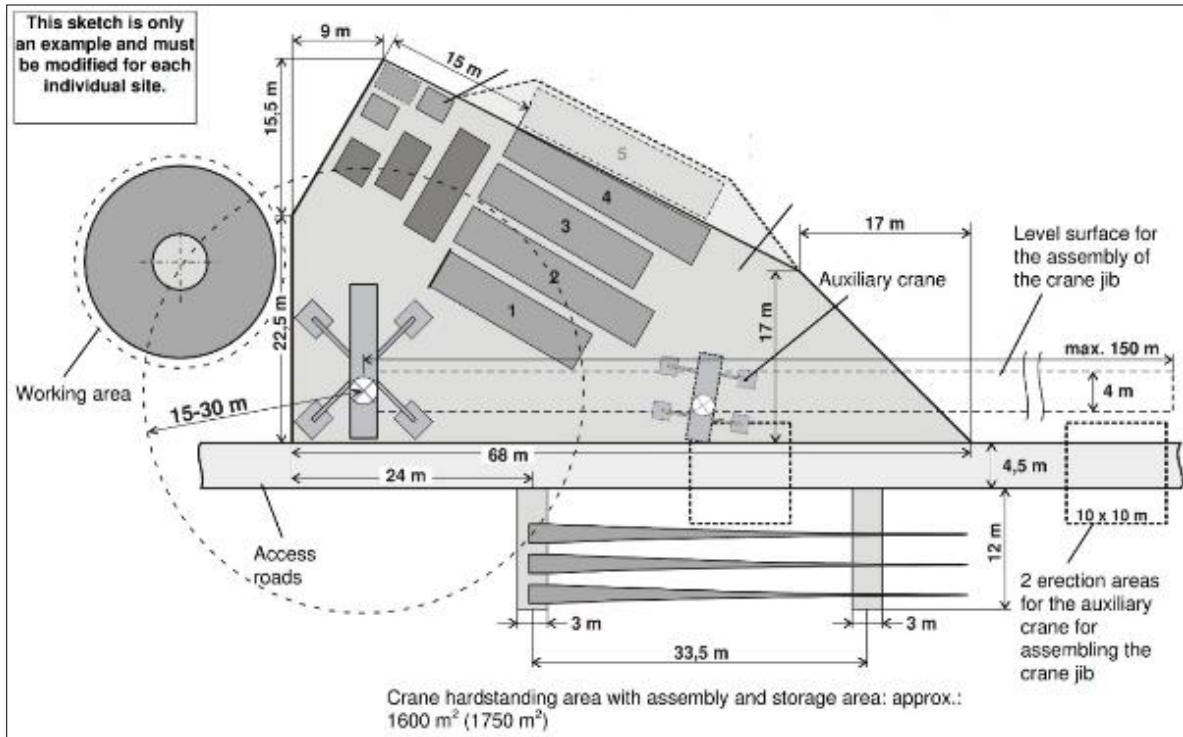 This sketch is only
an example and must
be modified for each
individual site.
9 m
15 m
15,5 m
5
4
3
2
1
17 m
Level surface for
the assembly of
the crane jib
Auxiliary crane
17 m
22,5 m
max. 150 m
4 m
Working area
15-30 m
68 m
24 m
4,5 m
10 x 10 m
12 m
Access
roads
3 m
3 m
33,5 m
2 erection areas
for the auxiliary
crane for
assembling the
crane jib
Crane hardstanding area with assembly and storage area: approx.:
1600 m² (1750 m²)